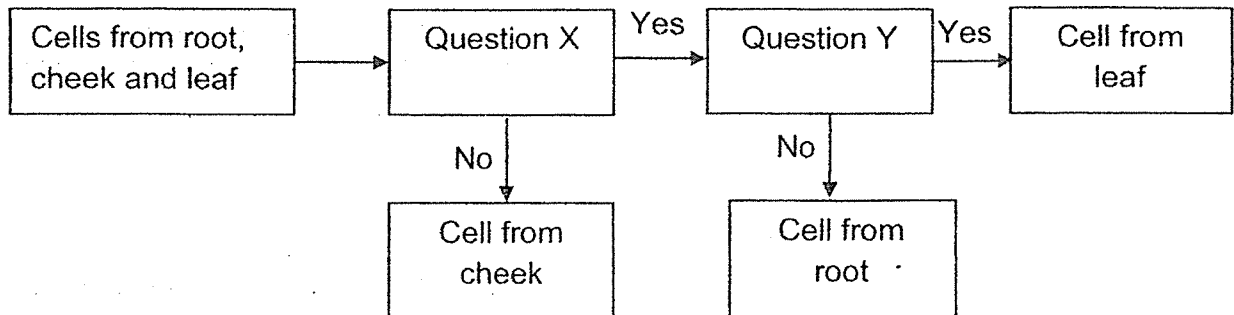 Cells from root,
cheek and leaf
Question X
Yes
Question Y
Yes
Cell from
leaf
No
No
Cell from
cheek
Cell from
root